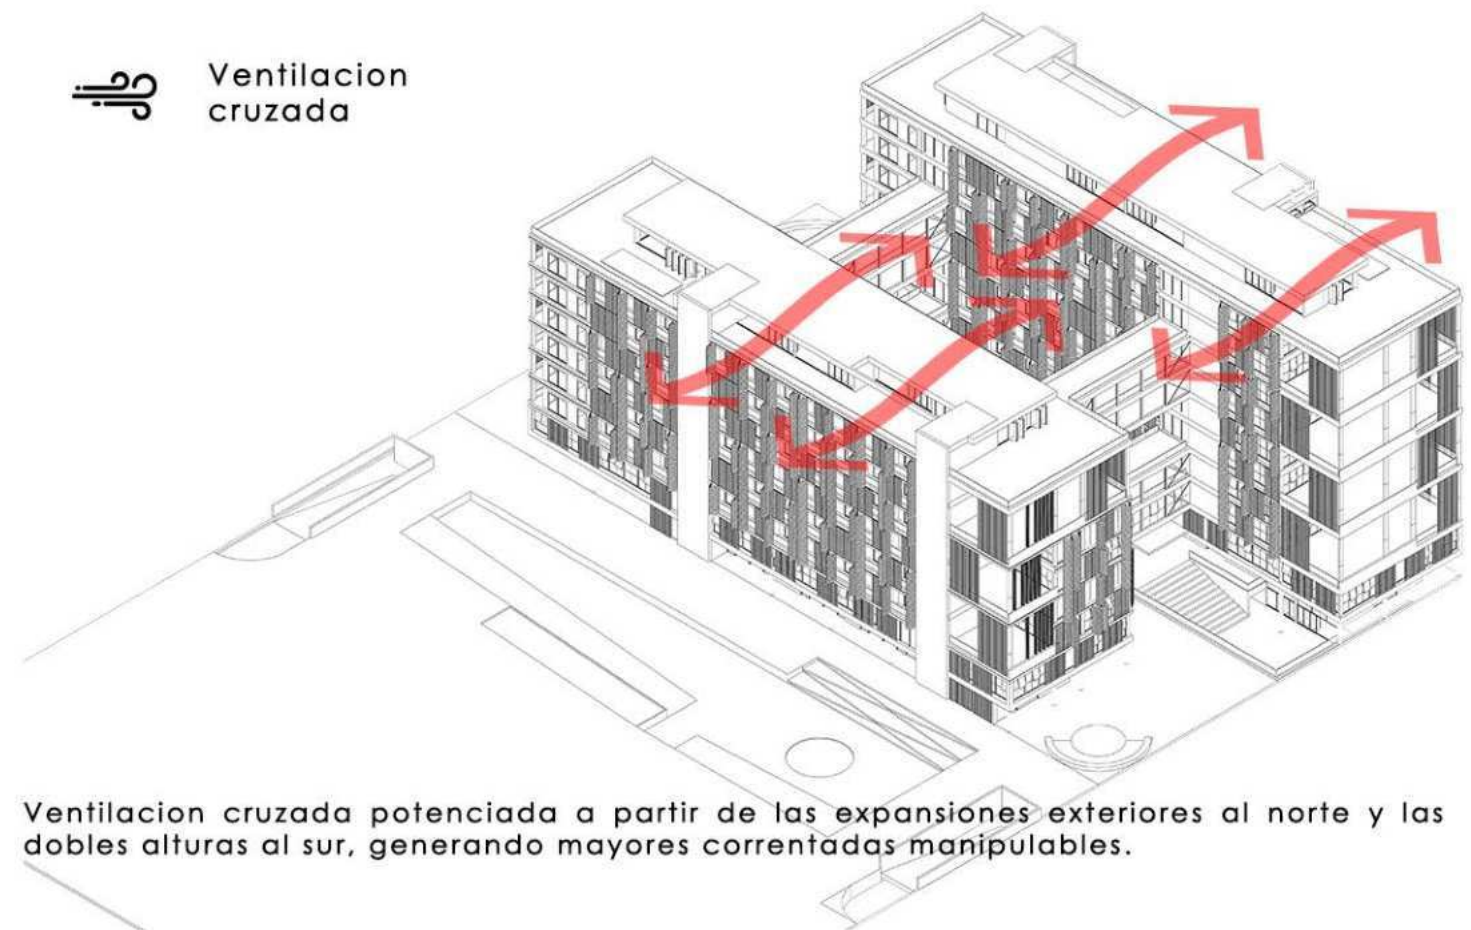 Ventilacion
cruzada
Ventilacion cruzada potenciada a partir de las expansiones exteriores al norte y las
dobles alturas al sur, generando mayores correntadas manipulables.